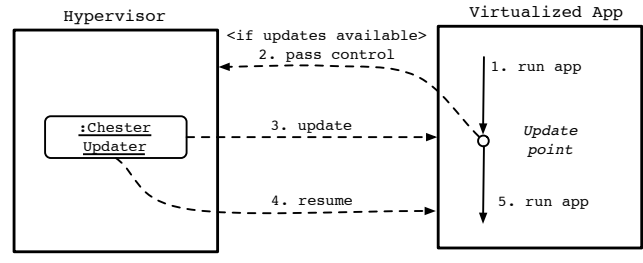 Hypervisor
Virtualized App
<if updates available>
2. pass control
1. run app
:Chester
Updater
3. update
Update
point
4. resume
5. run app